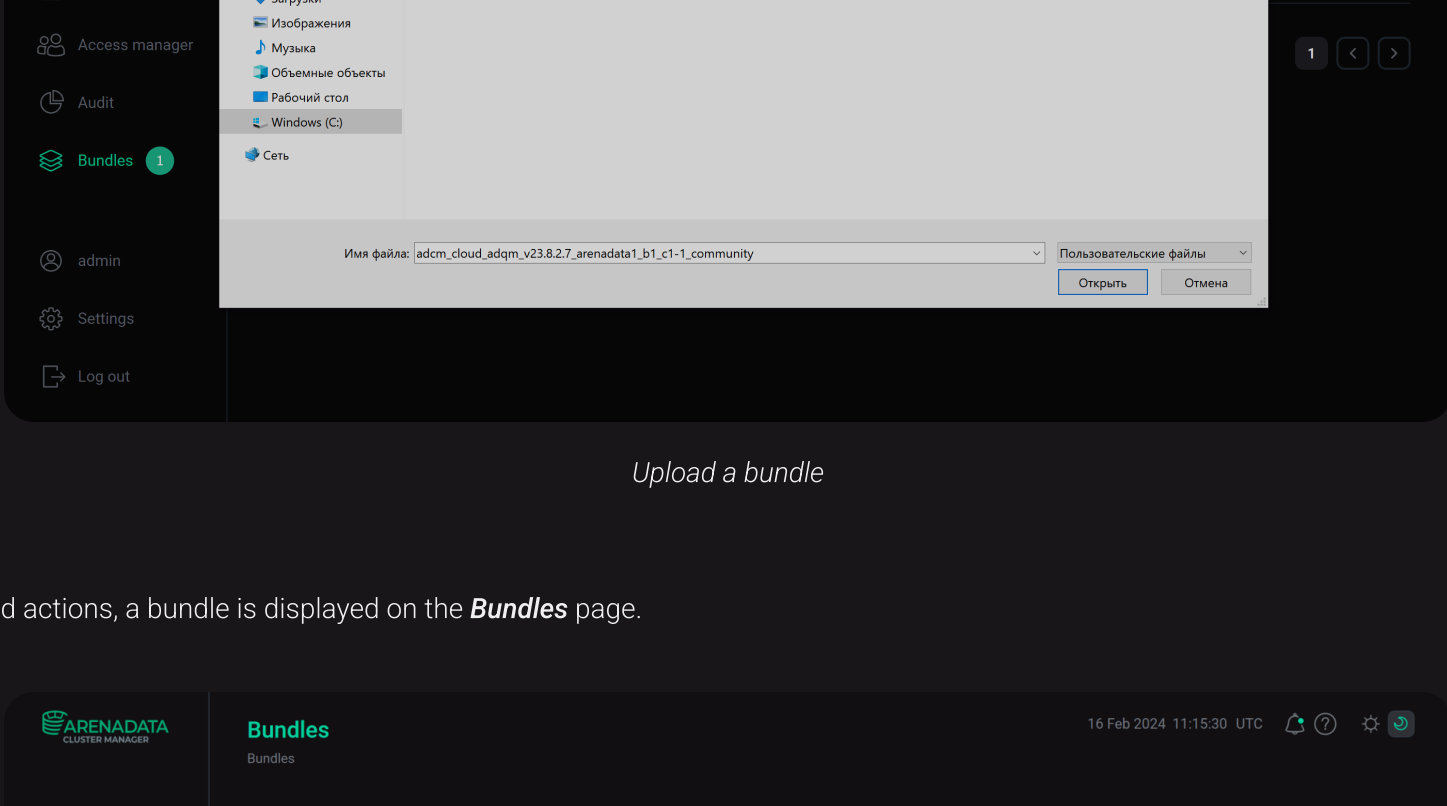 Загрузки
Изображения
Музыка
Объемные объекты
Рабочий стол
Windows (C:)
Сеть
Access manager
Audit
Bundles 1
admin
Settings
Log out
1
Имя файла: adcm_cloud_adqm_v23.8.2.7_arenadata1_b1_c1-1_community
Пользовательские файлы
Открыть Отмена
Upload a bundle
d actions, a bundle is displayed on the Bundles page.
ARENADATA
CLUSTER MANAGER
Bundles
Bundles
16 Feb 2024 11:15:30 UTC